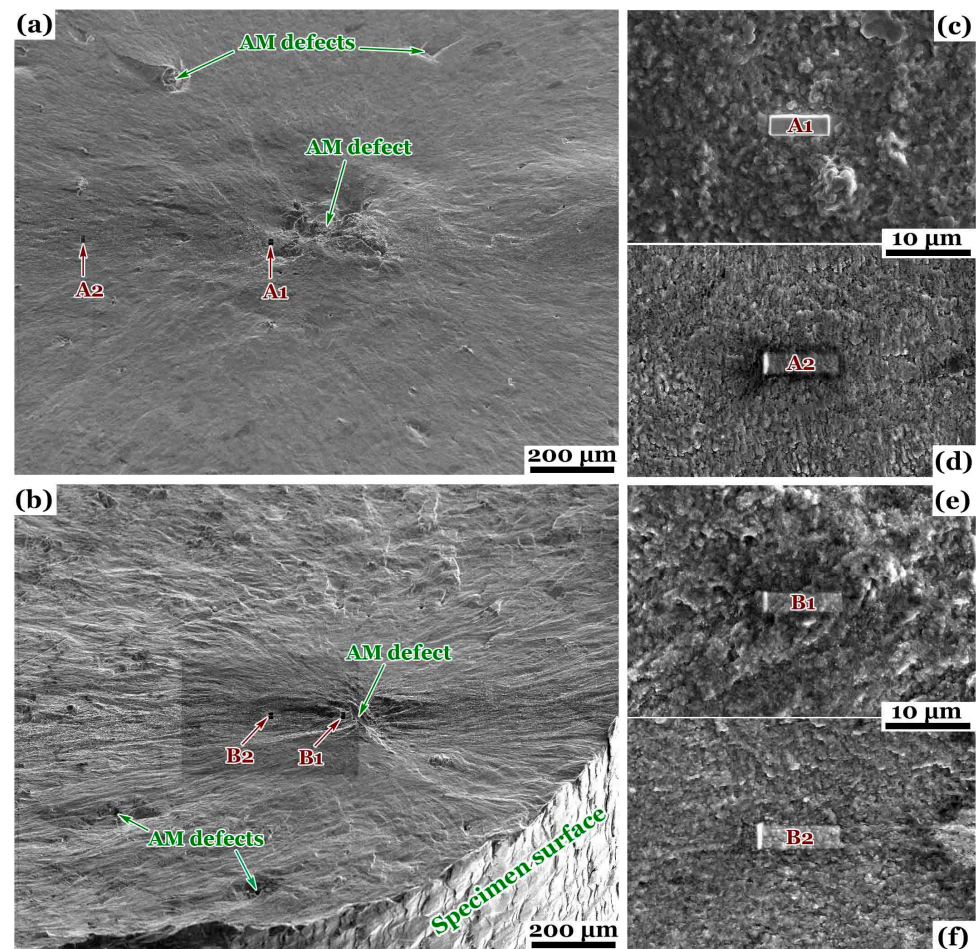 (a)
AM defects
AM defect
A2
A1
200 μm
(b)
AM defect
B2
B1
AM defects
Specimen surface
200 μm
(c)
A1
10 μm
A2
(d)
(e)
B1
10 μm
B2
(f)